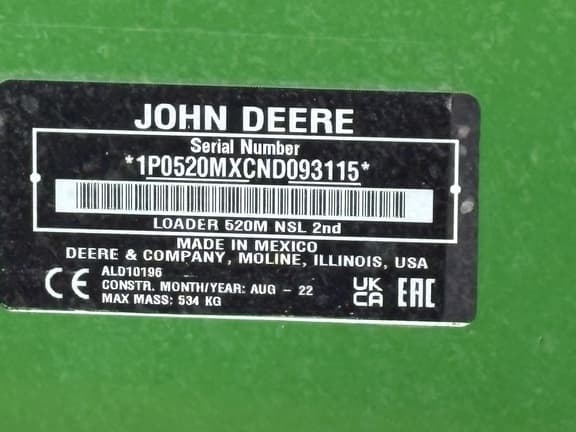 JOHN DEERE
Serial Number
*1P0520MXCND093115*
LOADER 520M NSL 2nd
MADE IN MEXICO
DEERE & COMPANY, MOLINE, ILLINOIS, USA
ALD10196
CE CONSTR. MONTH/YEAR: AUG - 22 UK CA EAC
MAX MASS: 534 KG